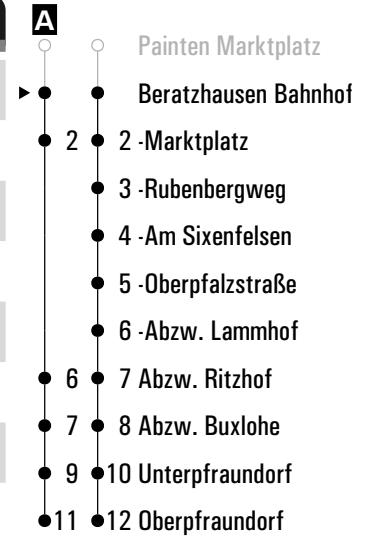 A
Painten Marktplatz
Beratzhausen Bahnhof
2 2 -Marktplatz
3 -Rubenbergweg
4 -Am Sixenfelsen
5 -Oberpfalzstraße
6 -Abzw. Lammhof
6 7 Abzw. Ritzhof
7 8 Abzw. Buxlohe
9 10 Unterpfraundorf
11 12 Oberpfraundorf